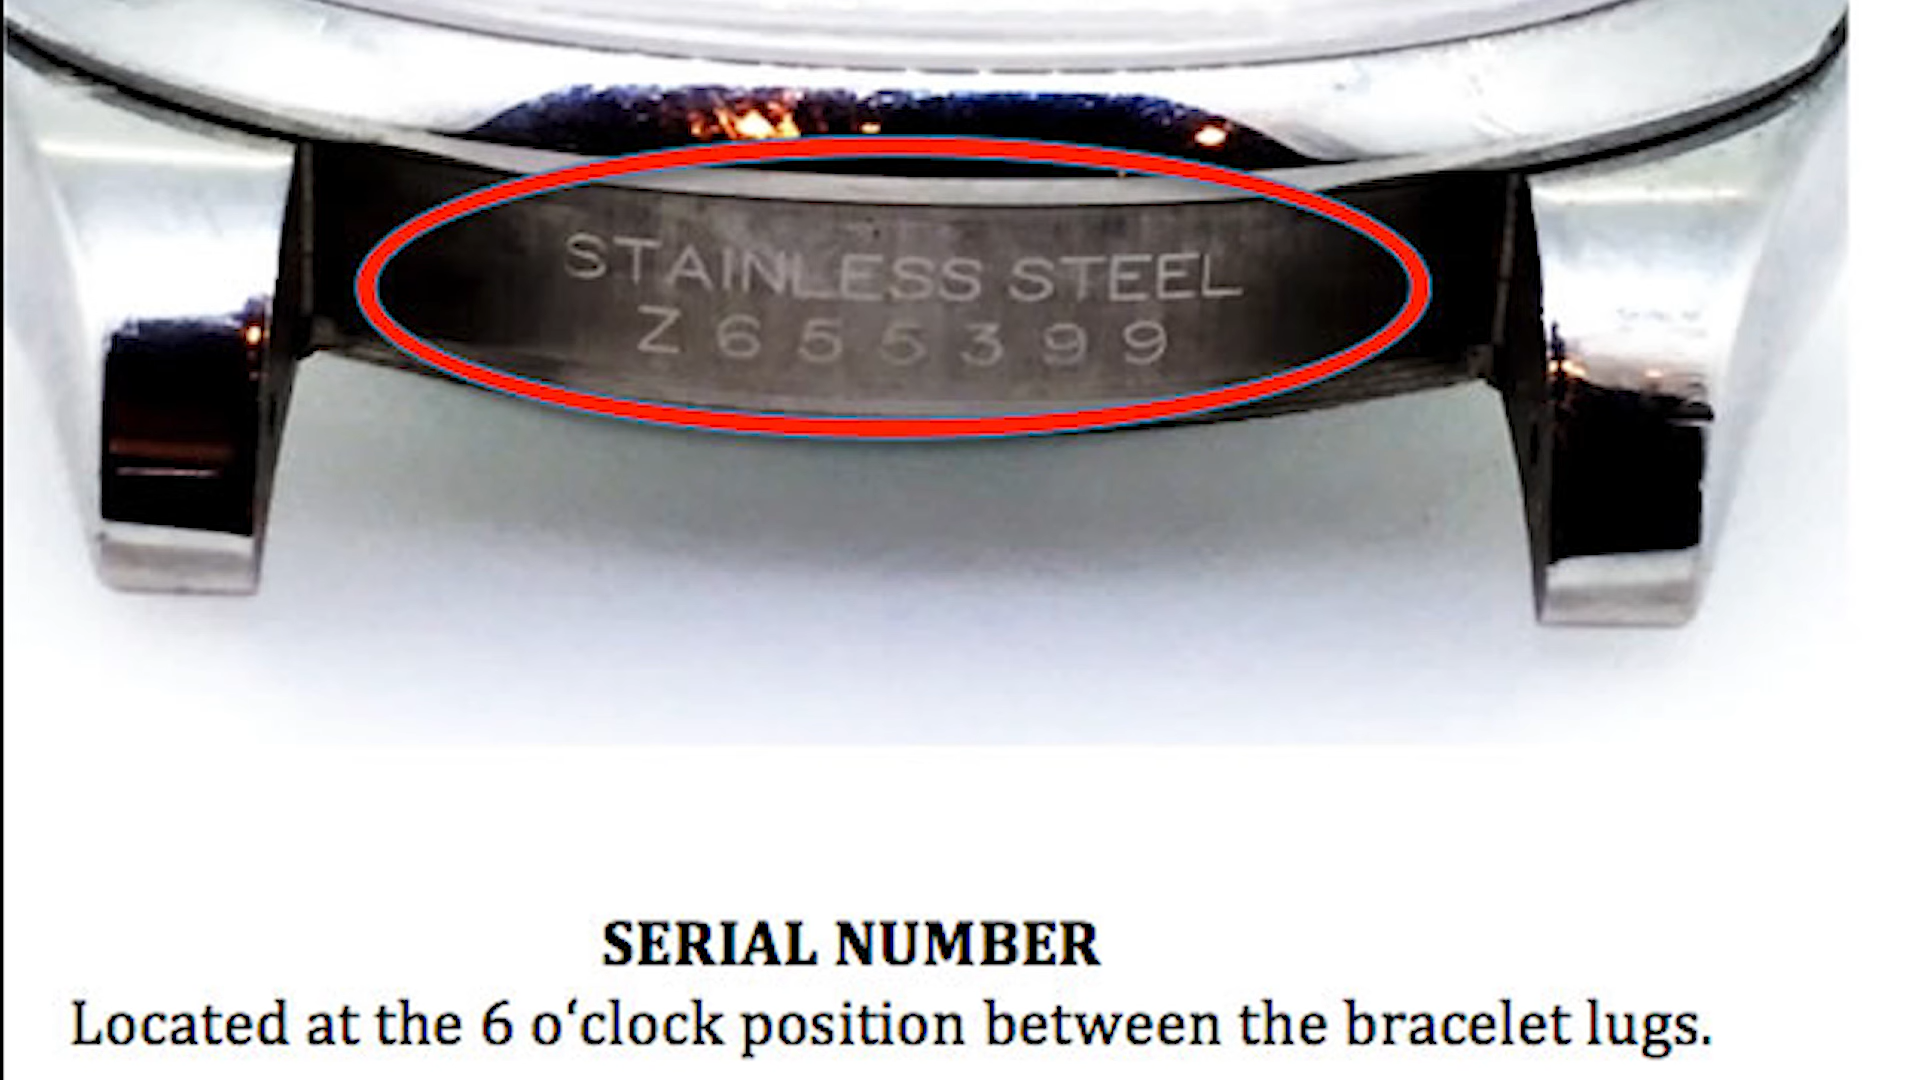 STAINLESS STEEL
Z655399
SERIAL NUMBER
Located at the 6 o‘clock position between the bracelet lugs.